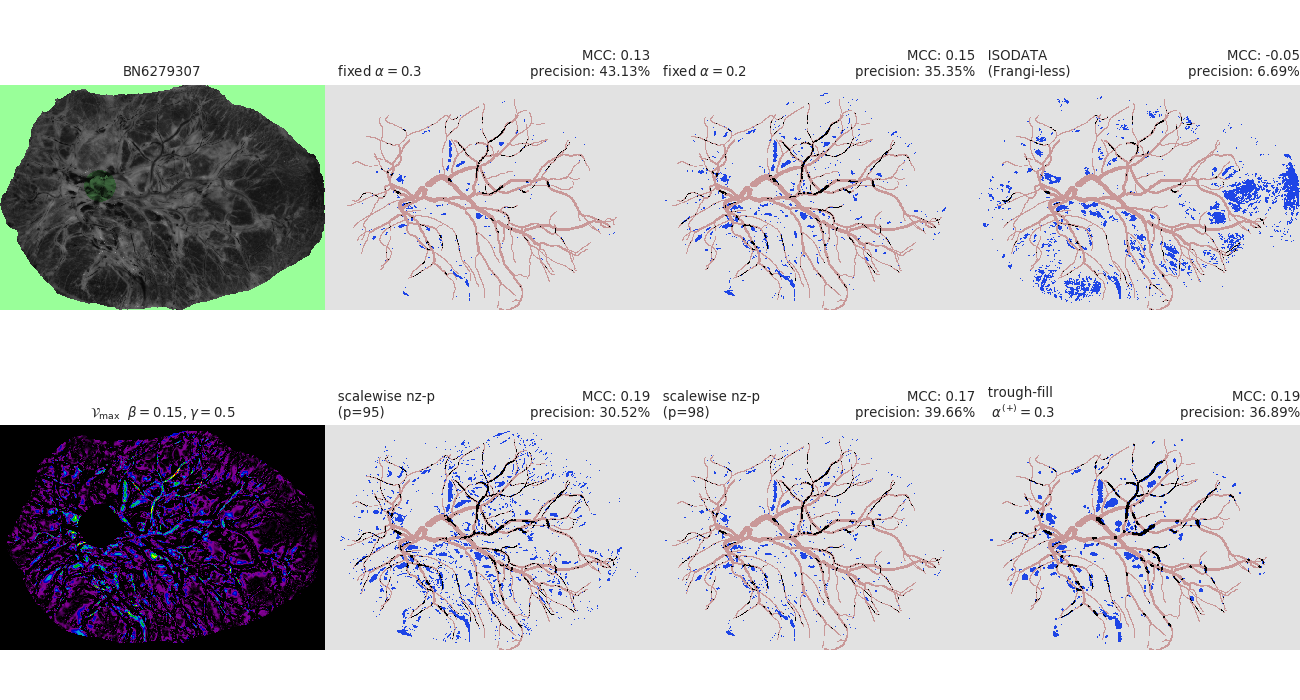 BN6279307
fixed α = 0.3
MCC: 0.13
precision: 43.13%
fixed α = 0.2
MCC: 0.15
precision: 35.35%
ISODATA
(Frangi-less)
MCC: -0.05
precision: 6.69%
𝒱max β = 0.15, γ = 0.5
scalewise nz-p
(p=95)
MCC: 0.19
precision: 30.52%
scalewise nz-p
(p=98)
MCC: 0.17
precision: 39.66%
trough-fill
α(+) = 0.3
MCC: 0.19
precision: 36.89%